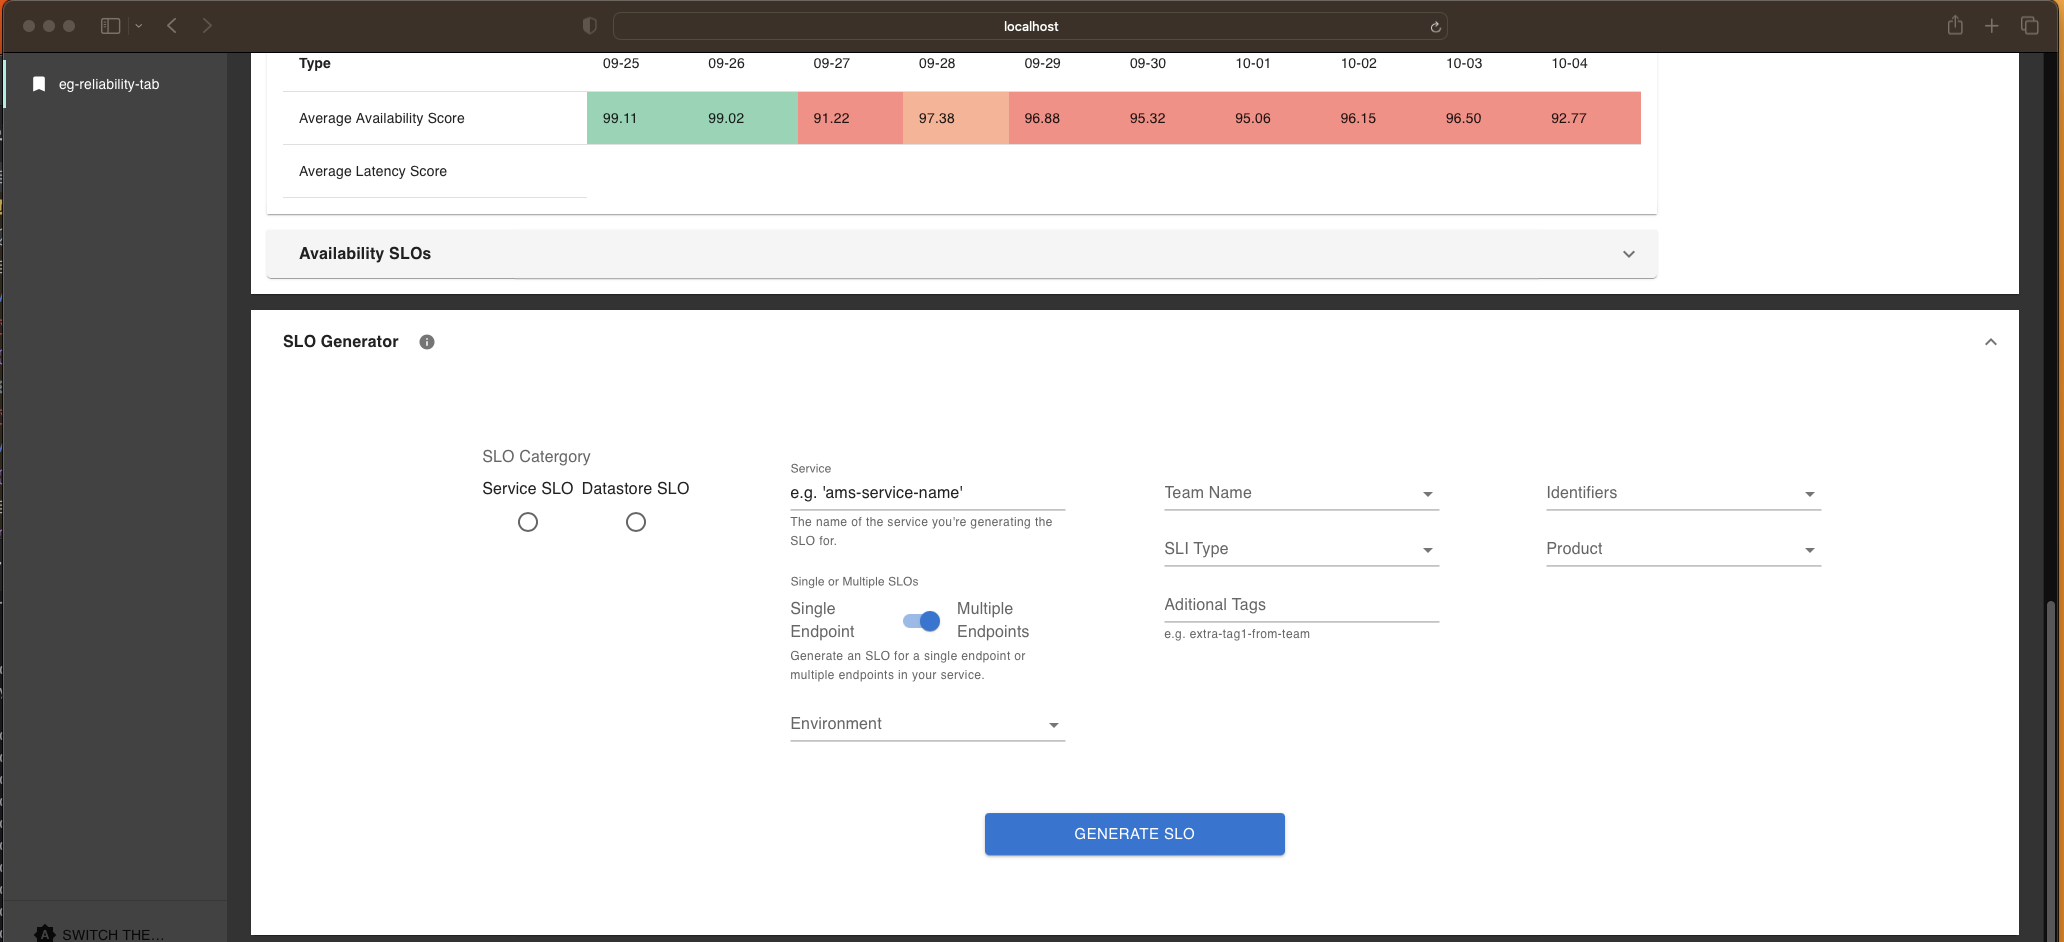 localhost
eg-reliability-tab
Type 09-25 09-26 09-27 09-28 09-29 09-30 10-01 10-02 10-03 10-04
Average Availability Score 99.11 99.02 91.22 97.38 96.88 95.32 95.06 96.15 96.50 92.77
Average Latency Score
Availability SLOs
SLO Generator
SLO Catergory
Service SLO Datastore SLO
Service
e.g. 'ams-service-name'
The name of the service you're generating the
SLO for.
Single or Multiple SLOs
Single
Endpoint
Multiple
Endpoints
Generate an SLO for a single endpoint or
multiple endpoints in your service.
Environment
Team Name
SLI Type
Aditional Tags
e.g. extra-tag1-from-team
Identifiers
Product
GENERATE SLO
A SWITCH THE...